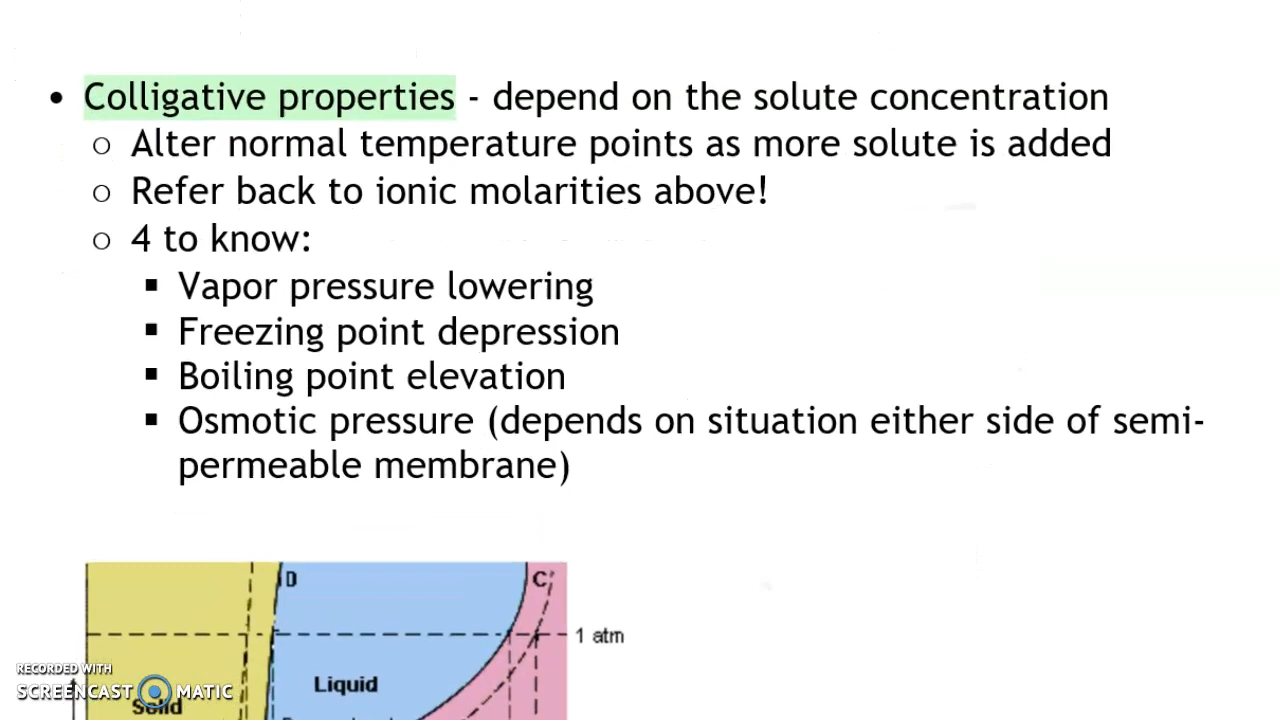 • Colligative properties - depend on the solute concentration
○ Alter normal temperature points as more solute is added
○ Refer back to ionic molarities above!
○ 4 to know:
▪ Vapor pressure lowering
▪ Freezing point depression
▪ Boiling point elevation
▪ Osmotic pressure (depends on situation either side of semi-
permeable membrane)
D
C'
1 atm
Liquid
Solid
RECORDED WITH
SCREENCAST MATIC